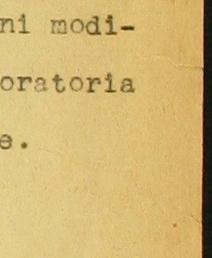 ni modi-
oratoria
e.